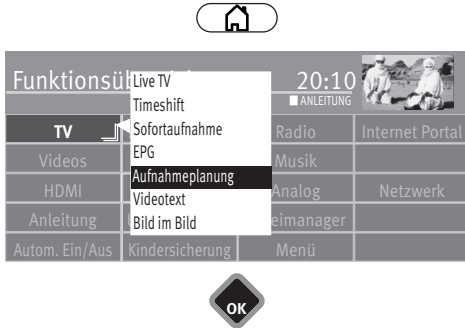 Funktionsü 20:10
ANLEITUNG
Live TV
Timeshift
Sofortaufnahme
EPG
Aufnahmeplanung
Videotext
Bild im Bild
TV Radio Internet Portal
Videos Musik
HDMI Analog Netzwerk
Anleitung eimanager
Autom. Ein/Aus Kindersicherung Menü
OK